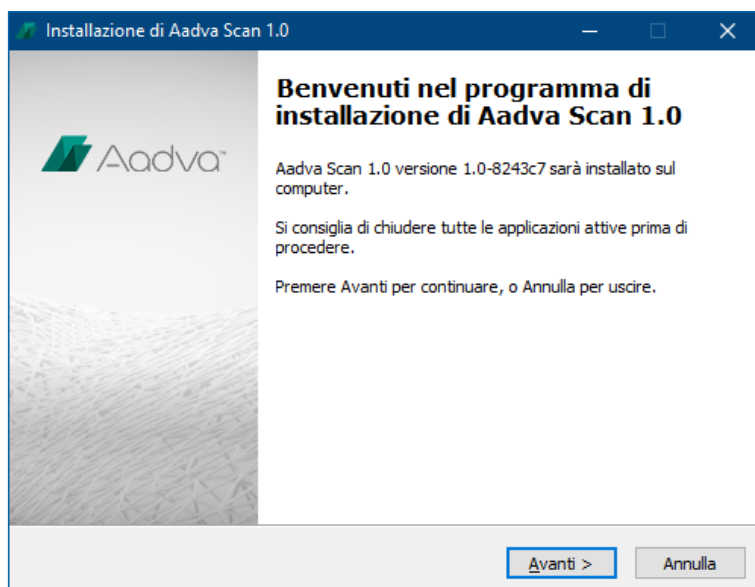 Installazione di Aadva Scan 1.0
Aadva™
Benvenuti nel programma di
installazione di Aadva Scan 1.0
Aadva Scan 1.0 versione 1.0-8243c7 sarà installato sul
computer.
Si consiglia di chiudere tutte le applicazioni attive prima di
procedere.
Premere Avanti per continuare, o Annulla per uscire.
Avanti >
Annulla